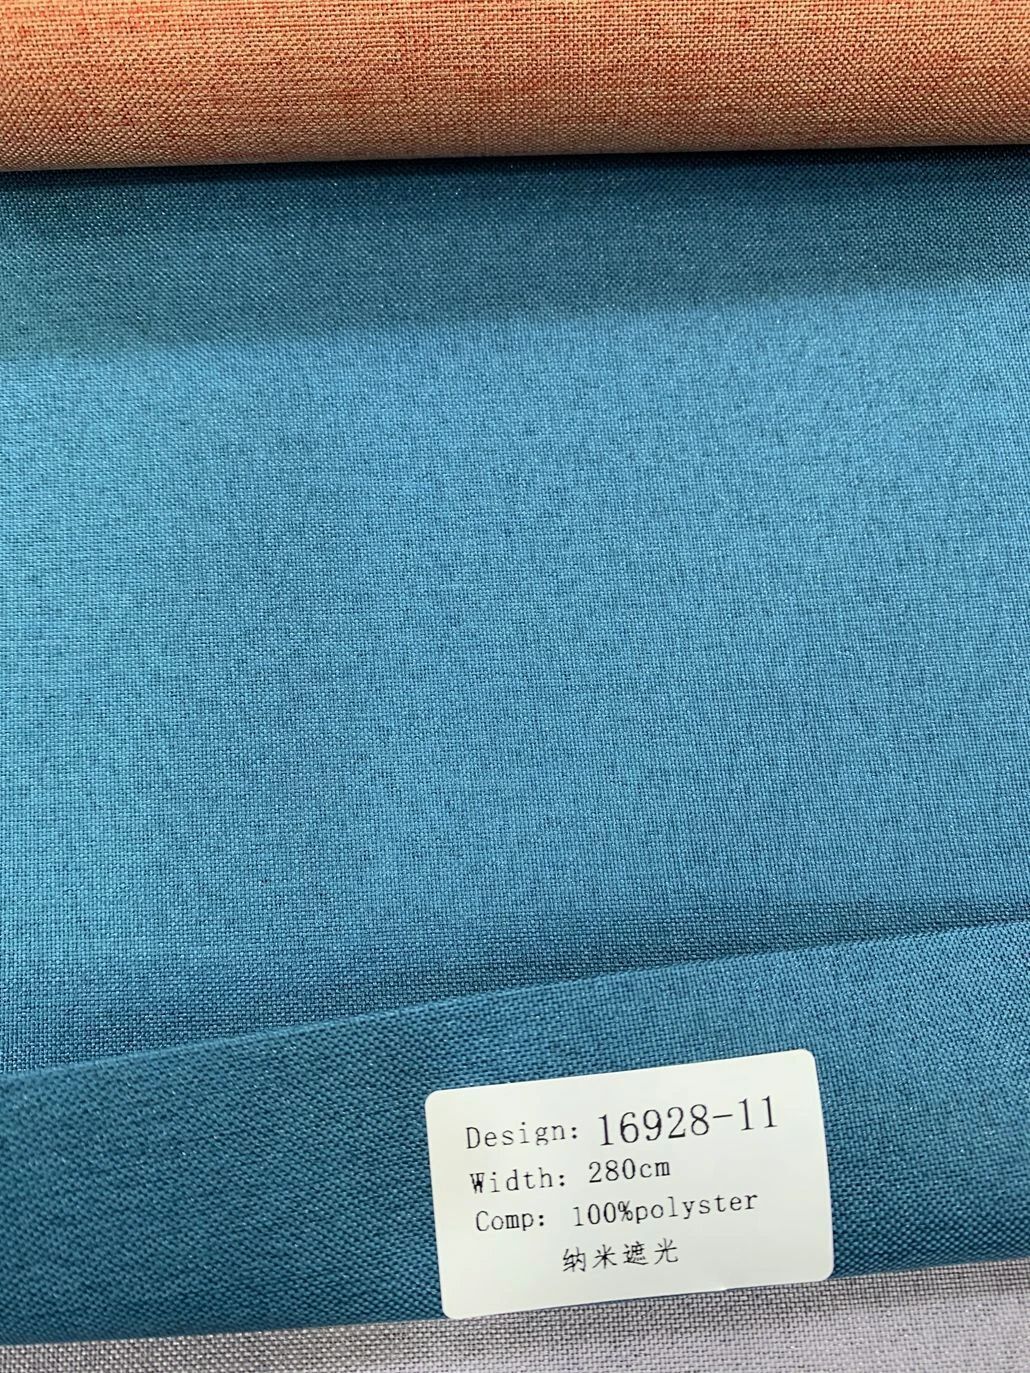 Design: 16928-11
Width: 280cm
Comp: 100%polyster
纳米遮光